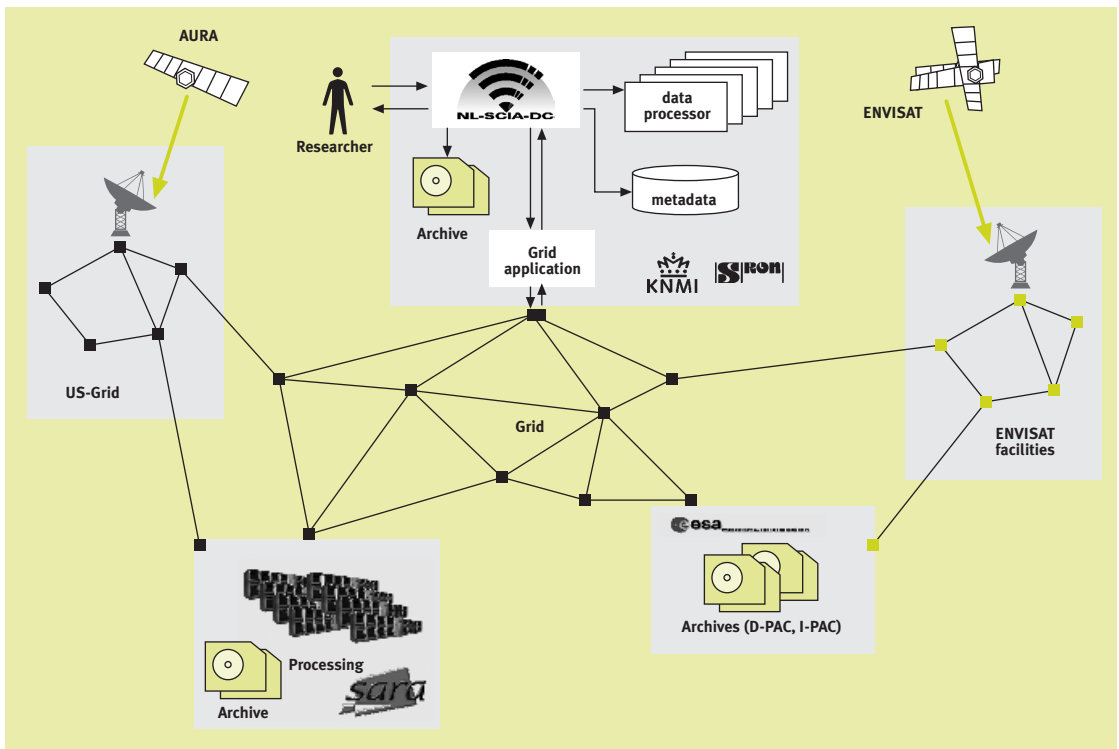 AURA
ENVISAT
Researcher
NL-SCIA-DC
data
processor
metadata
Archive
Grid
application
KNMI
SRON
US-Grid
Grid
ENVISAT
facilities
esa
Archives (D-PAC, I-PAC)
Processing
Archive
sara